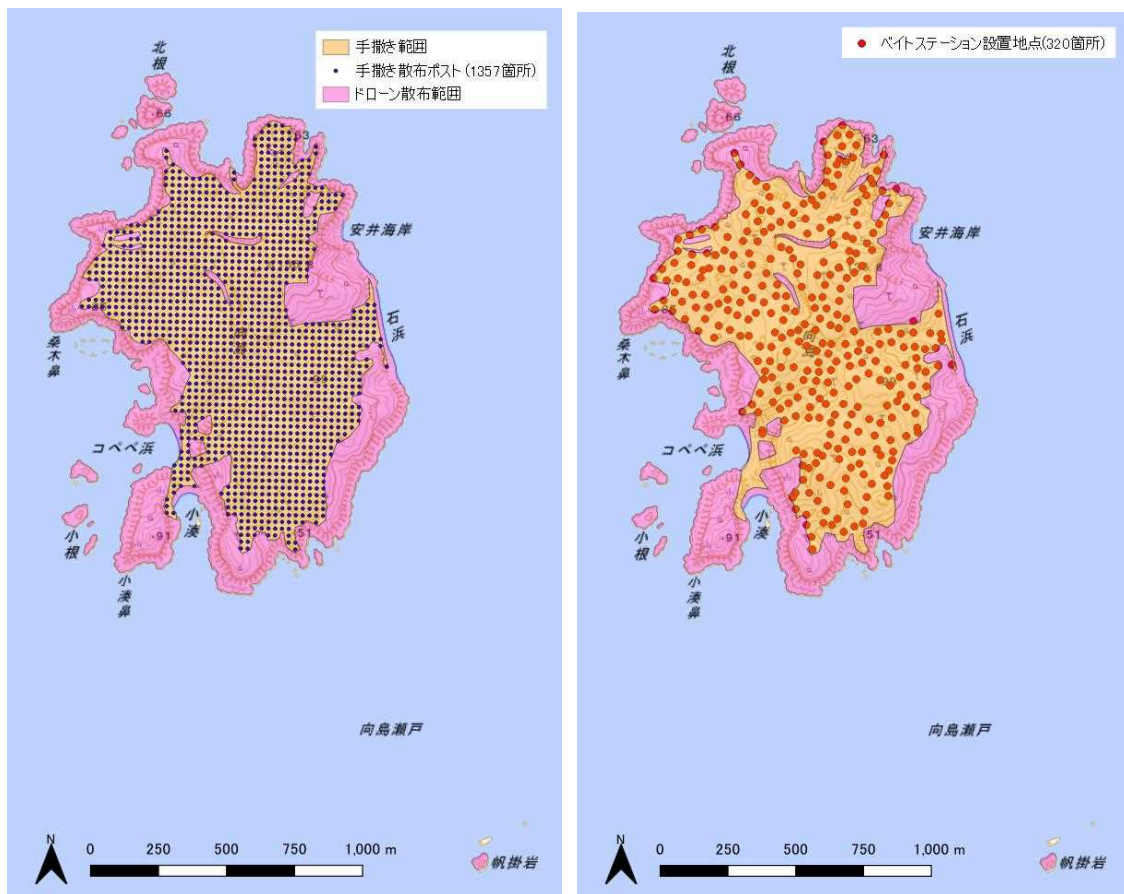 手撒き範囲
手撒き散布ポスト(1357箇所)
ドローン散布範囲
北根
・66
63
安井海岸
石浜
桑木鼻
コペペ浜
小根
・91
小湊
小湊鼻
・51
向島瀬戸
帆掛岩
N
0 250 500 750 1,000 m
ベイトステーション設置地点(320箇所)
北根
・66
63
安井海岸
石浜
桑木鼻
向島
コペペ浜
小根
・91
小湊
小湊鼻
・51
向島瀬戸
帆掛岩
N
0 250 500 750 1,000 m